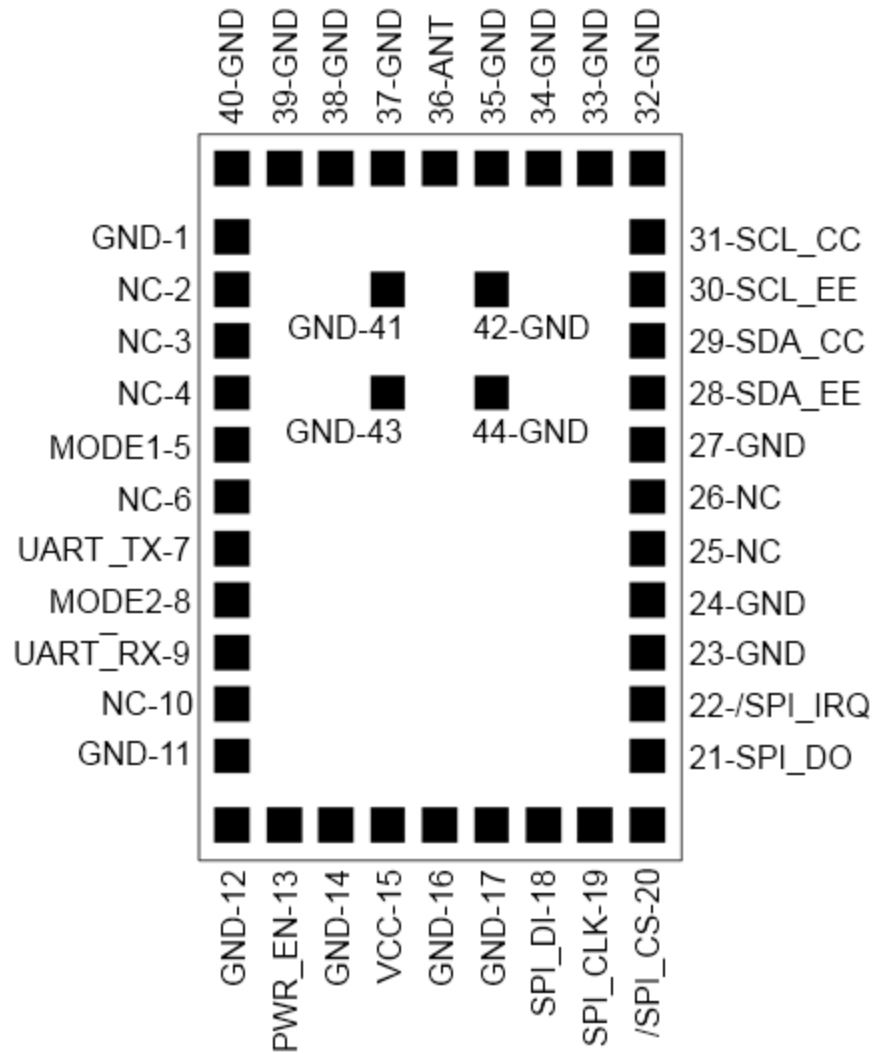 40-GND
39-GND
38-GND
37-GND
36-ANT
35-GND
34-GND
33-GND
32-GND
GND-1
31-SCL_CC
NC-2
30-SCL_EE
GND-41
42-GND
NC-3
29-SDA_CC
NC-4
28-SDA_EE
GND-43
44-GND
MODE1-5
27-GND
NC-6
26-NC
UART_TX-7
25-NC
MODE2-8
24-GND
UART_RX-9
23-GND
NC-10
22-/SPI_IRQ
GND-11
21-SPI_DO
GND-12
PWR_EN-13
GND-14
VCC-15
GND-16
GND-17
SPI_DI-18
SPI_CLK-19
/SPI_CS-20